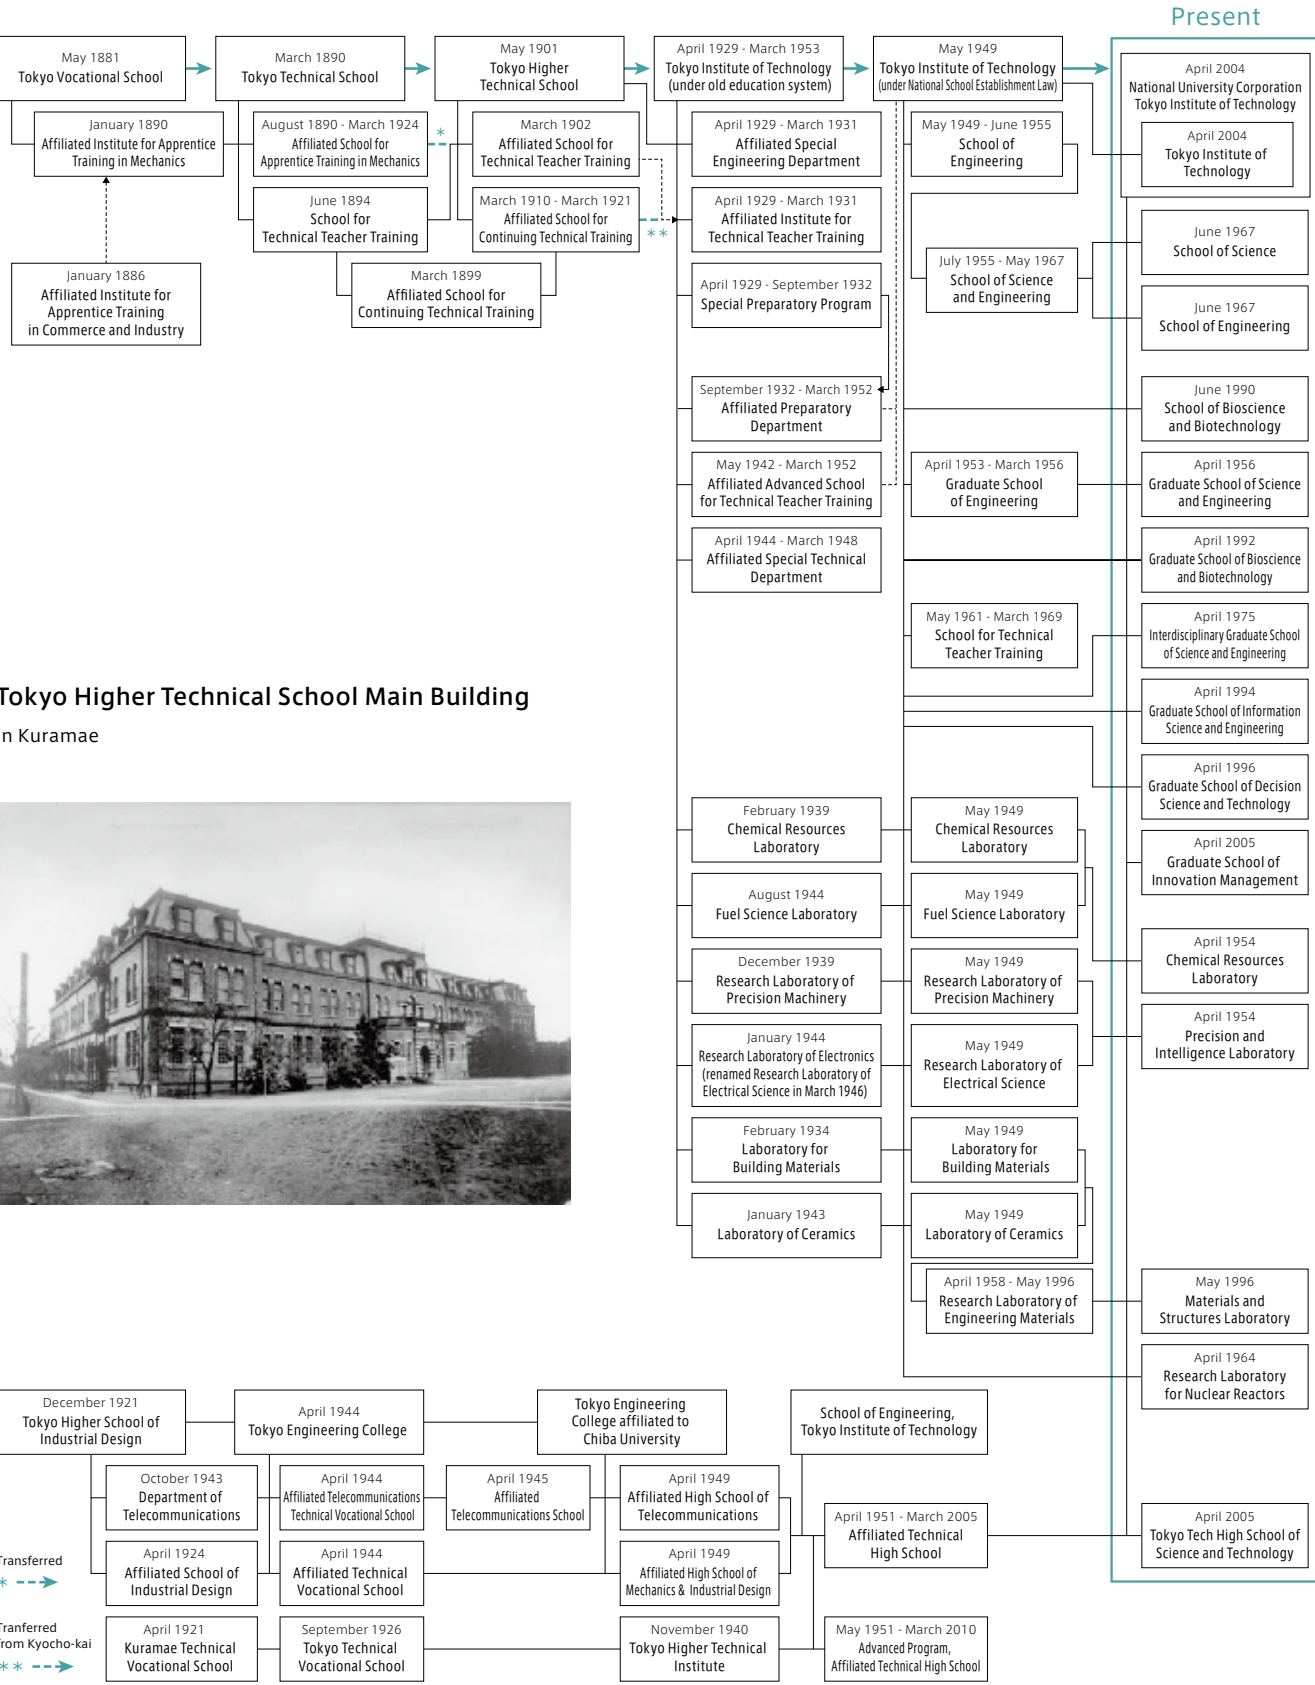 Present
May 1881
Tokyo Vocational School
March 1890
Tokyo Technical School
May 1901
Tokyo Higher
Technical School
April 1929 - March 1953
Tokyo Institute of Technology
(under old education system)
May 1949
Tokyo Institute of Technology
(under National School Establishment Law)
April 2004
National University Corporation
Tokyo Institute of Technology
April 2004
Tokyo Institute of
Technology
January 1890
Affiliated Institute for Apprentice
Training in Mechanics
August 1890 - March 1924
Affiliated School for
Apprentice Training in Mechanics
*
March 1902
Affiliated School for
Technical Teacher Training
April 1929 - March 1931
Affiliated Special
Engineering Department
May 1949 - June 1955
School of
Engineering
June 1894
School for
Technical Teacher Training
March 1910 - March 1921
Affiliated School for
Continuing Technical Training
**
April 1929 - March 1931
Affiliated Institute for
Technical Teacher Training
June 1967
School of Science
January 1886
Affiliated Institute for
Apprentice Training
in Commerce and Industry
March 1899
Affiliated School for
Continuing Technical Training
April 1929 - September 1932
Special Preparatory Program
July 1955 - May 1967
School of Science
and Engineering
June 1967
School of Engineering
September 1932 - March 1952
Affiliated Preparatory
Department
June 1990
School of Bioscience
and Biotechnology
May 1942 - March 1952
Affiliated Advanced School
for Technical Teacher Training
April 1953 - March 1956
Graduate School
of Engineering
April 1956
Graduate School of Science
and Engineering
April 1944 - March 1948
Affiliated Special Technical
Department
April 1992
Graduate School of Bioscience
and Biotechnology
May 1961 - March 1969
School for Technical
Teacher Training
April 1975
Interdisciplinary Graduate School
of Science and Engineering
Tokyo Higher Technical School Main Building
n Kuramae
April 1994
Graduate School of Information
Science and Engineering
April 1996
Graduate School of Decision
Science and Technology
February 1939
Chemical Resources
Laboratory
May 1949
Chemical Resources
Laboratory
April 2005
Graduate School of
Innovation Management
August 1944
Fuel Science Laboratory
May 1949
Fuel Science Laboratory
April 1954
Chemical Resources
Laboratory
December 1939
Research Laboratory of
Precision Machinery
May 1949
Research Laboratory of
Precision Machinery
April 1954
Precision and
Intelligence Laboratory
January 1944
Research Laboratory of Electronics
(renamed Research Laboratory of
Electrical Science in March 1946)
May 1949
Research Laboratory of
Electrical Science
February 1934
Laboratory for
Building Materials
May 1949
Laboratory for
Building Materials
January 1943
Laboratory of Ceramics
May 1949
Laboratory of Ceramics
April 1958 - May 1996
Research Laboratory of
Engineering Materials
May 1996
Materials and
Structures Laboratory
April 1964
Research Laboratory
for Nuclear Reactors
December 1921
Tokyo Higher School of
Industrial Design
April 1944
Tokyo Engineering College
Tokyo Engineering
College affiliated to
Chiba University
School of Engineering,
Tokyo Institute of Technology
October 1943
Department of
Telecommunications
April 1944
Affiliated Telecommunications
Technical Vocational School
April 1945
Affiliated
Telecommunications School
April 1949
Affiliated High School of
Telecommunications
April 1951 - March 2005
Affiliated Technical
High School
April 2005
Tokyo Tech High School of
Science and Technology
Transferred
*
April 1924
Affiliated School of
Industrial Design
April 1944
Affiliated Technical
Vocational School
April 1949
Affiliated High School of
Mechanics & Industrial Design
Tranferred
from Kyocho-kai
**
April 1921
Kuramae Technical
Vocational School
September 1926
Tokyo Technical
Vocational School
November 1940
Tokyo Higher Technical
Institute
May 1951 - March 2010
Advanced Program,
Affiliated Technical High School